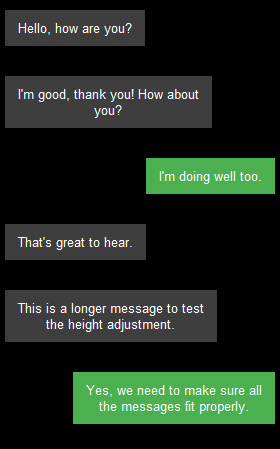 Hello, how are you?
I'm good, thank you! How about
you?
I'm doing well too.
That's great to hear.
This is a longer message to test
the height adjustment.
Yes, we need to make sure all
the messages fit properly.